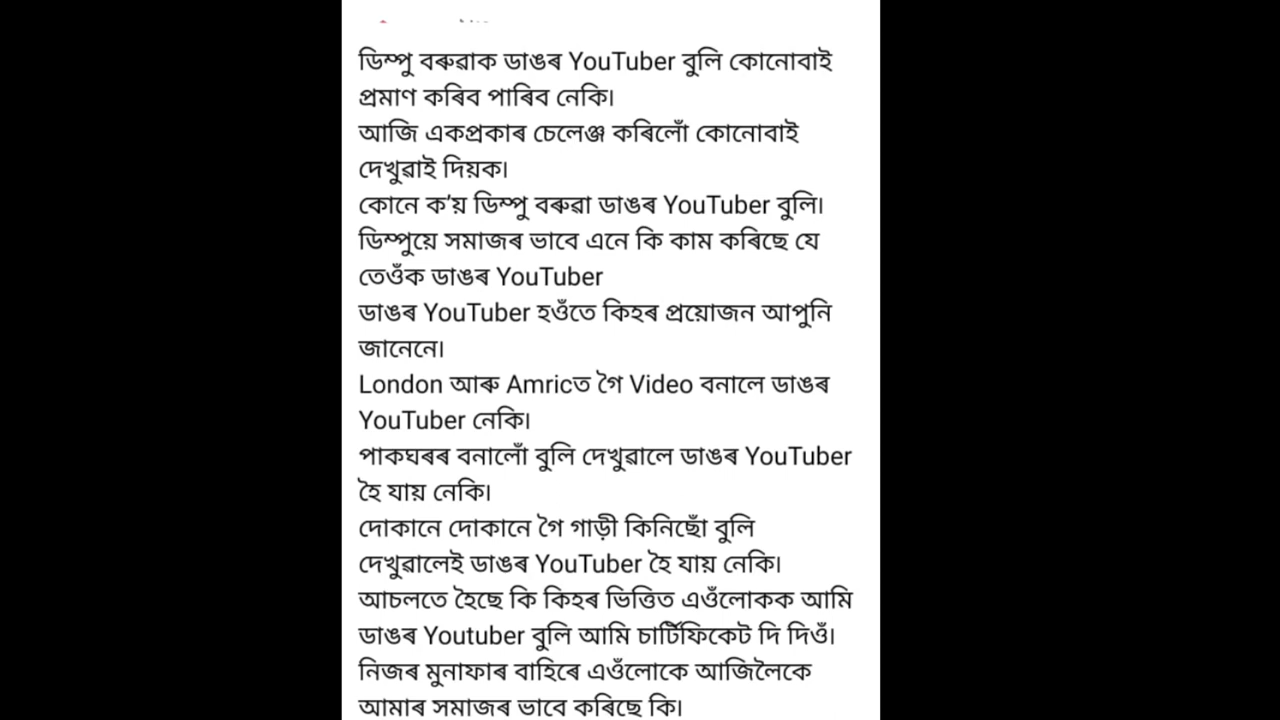 ডিম্পু বৰুৱাক ডাঙৰ YouTuber বুলি কোনোবাই
প্ৰমাণ কৰিব পাৰিব নেকি।
আজি একপ্ৰকাৰ চেলেঞ্জ কৰিলোঁ কোনোবাই
দেখুৱাই দিয়ক।
কোনে ক'য় ডিম্পু বৰুৱা ডাঙৰ YouTuber বুলি।
ডিম্পুয়ে সমাজৰ ভাবে এনে কি কাম কৰিছে যে
তেওঁক ডাঙৰ YouTuber
ডাঙৰ YouTuber হওঁতে কিহৰ প্ৰয়োজন আপুনি
জানেনে।
London আৰু Amricত গৈ Video বনালে ডাঙৰ
YouTuber নেকি।
পাকঘৰৰ বনালোঁ বুলি দেখুৱালে ডাঙৰ YouTuber
হৈ যায় নেকি।
দোকানে দোকানে গৈ গাড়ী কিনিছোঁ বুলি
দেখুৱালেই ডাঙৰ YouTuber হৈ যায় নেকি।
আচলতে হৈছে কি কিহৰ ভিত্তিত এওঁলোকক আমি
ডাঙৰ Youtuber বুলি আমি চাৰ্টিফিকেট দি দিওঁ।
নিজৰ মুনাফাৰ বাহিৰে এওঁলোকে আজিলৈকে
আমাৰ সমাজৰ ভাবে কৰিছে কি।